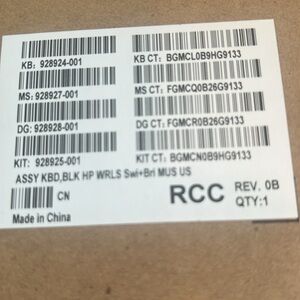 KB: 928924-001
KB CT: BGMCL0B9HG9133
MS: 928927-001
MS CT: FGMCQ0B26G9133
DG: 928928-001
DG CT: FGMCR0B26G9133
KIT: 928925-001
KIT CT: BGMCN0B9HG9133
ASSY KBD,BLK HP WRLS Swi+Bri MUS US
CN
RCC
REV. 0B
QTY:1
Made in China